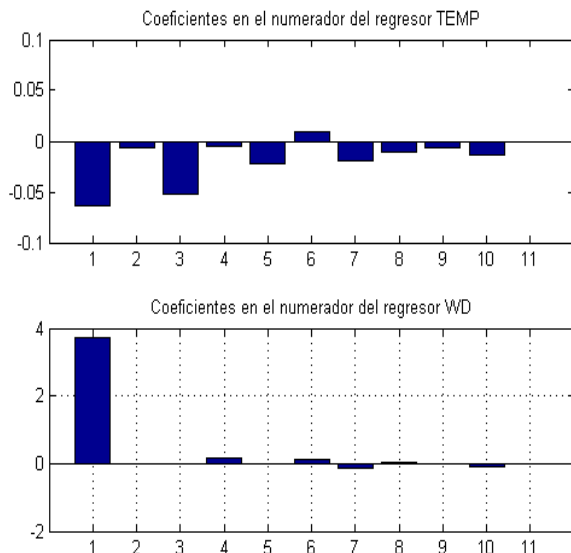 Coeficientes en el numerador del regresor TEMP
0.1
0.05
0
-0.05
-0.1
1 2 3 4 5 6 7 8 9 10 11
Coeficientes en el numerador del regresor WD
4
2
0
-2
1 2 3 4 5 6 7 8 9 10 11